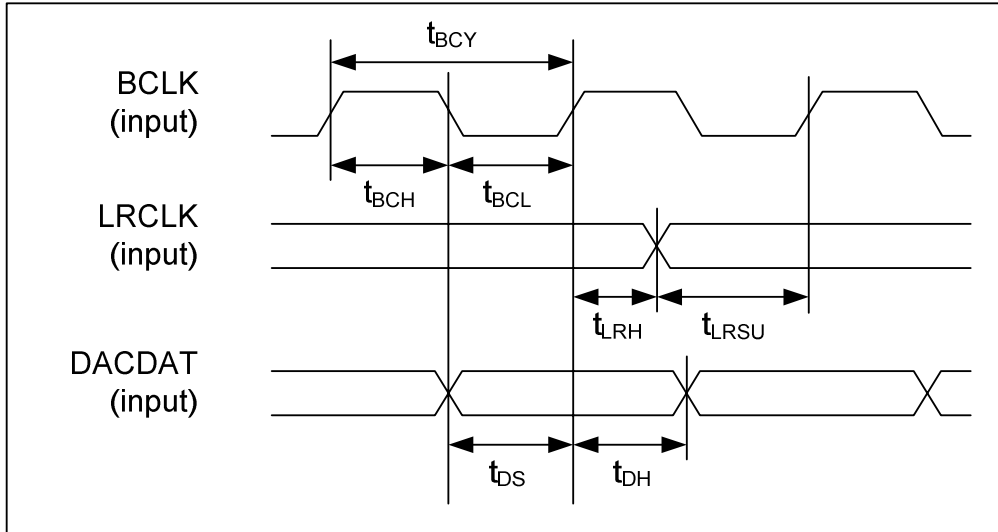 tBCY
BCLK
(input)
tBCH
tBCL
LRCLK
(input)
tLRH
tLRSU
DACDAT
(input)
tDS
tDH